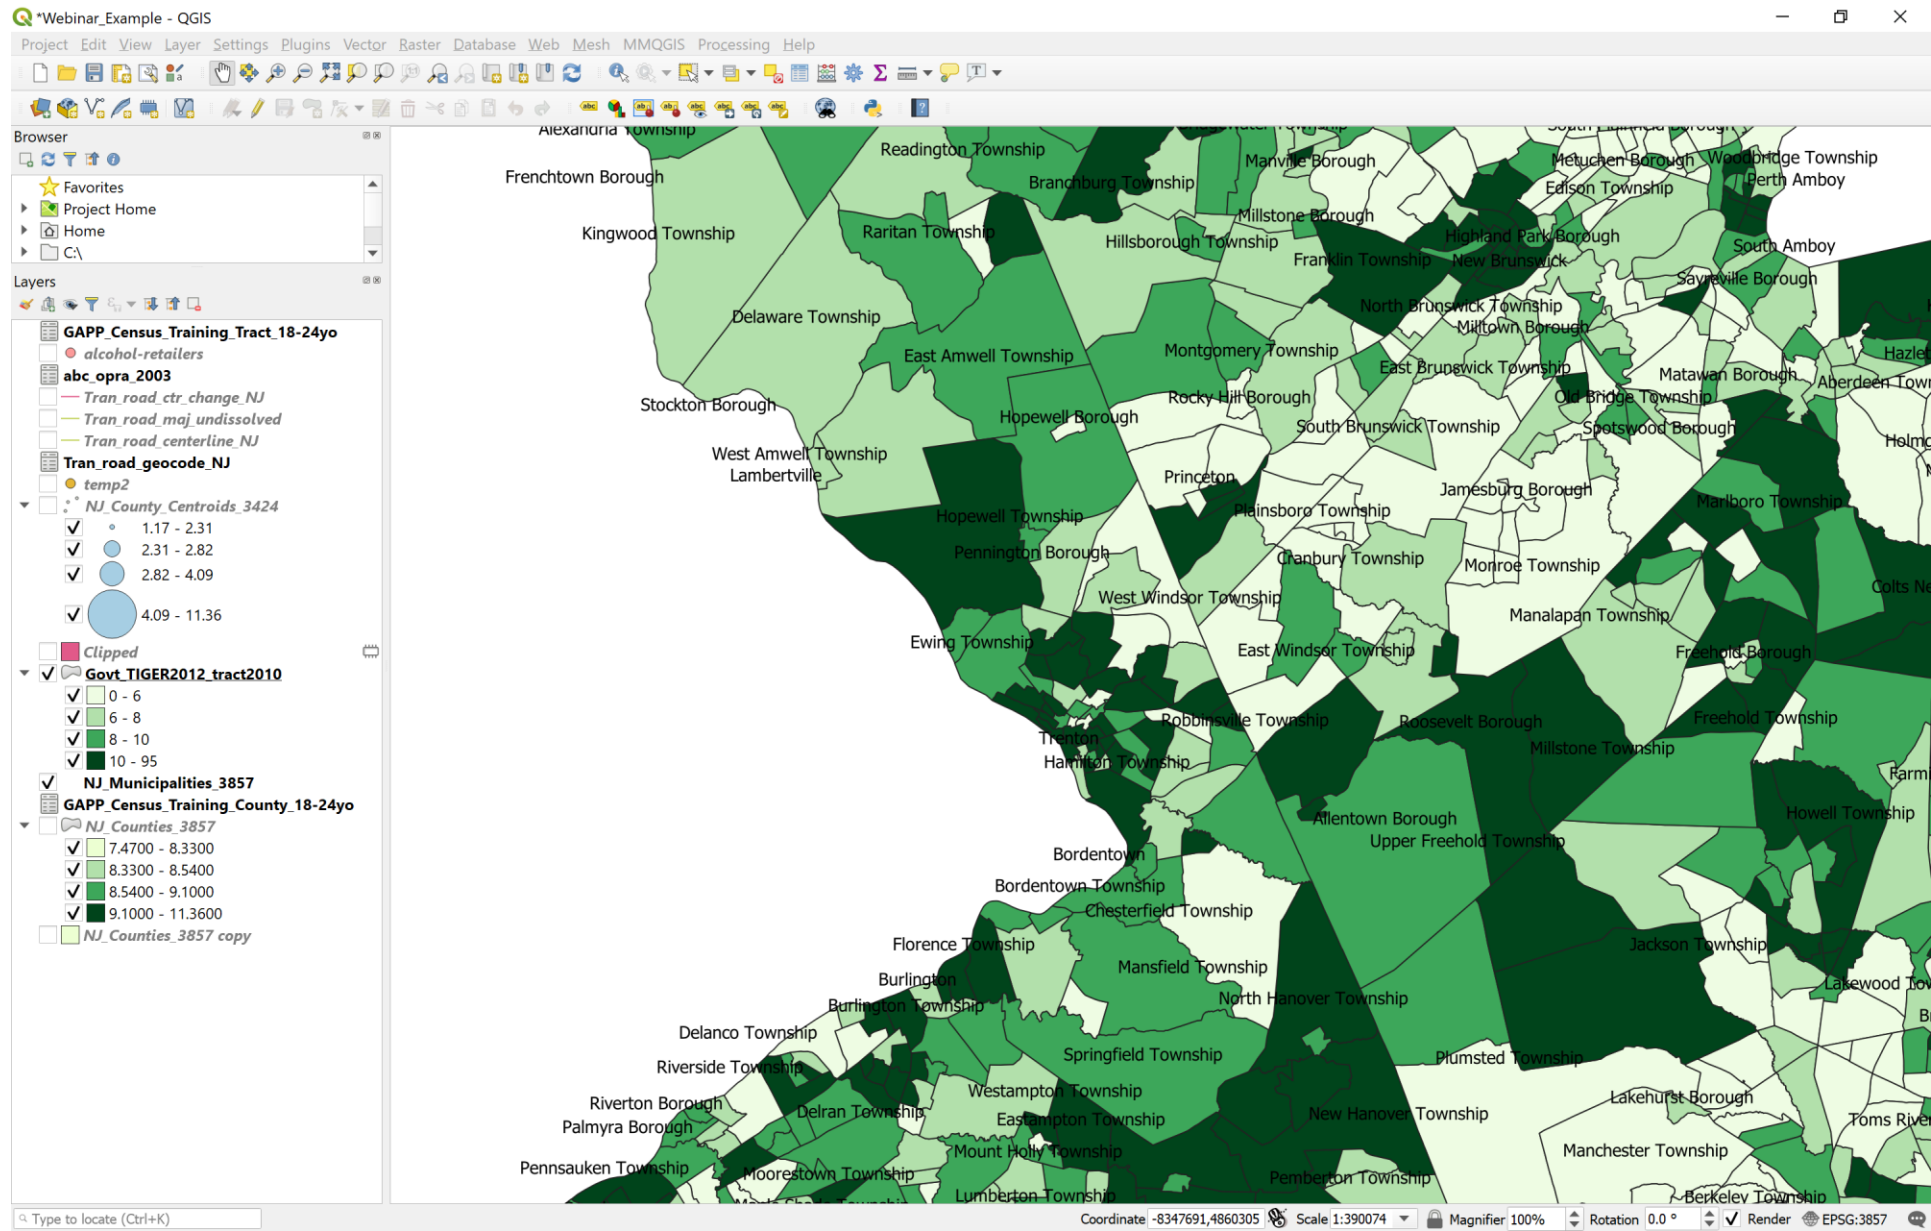 *Webinar_Example - QGIS
Project Edit View Layer Settings Plugins Vector Raster Database Web Mesh MMQGIS Processing Help
Browser
Favorites
Project Home
Home
C:\
Layers
GAPP_Census_Training_Tract_18-24yo
alcohol-retailers
abc_opra_2003
Tran_road_ctr_change_NJ
Tran_road_maj_undissolved
Tran_road_centerline_NJ
Tran_road_geocode_NJ
temp2
NJ_County_Centroids_3424
1.17 - 2.31
2.31 - 2.82
2.82 - 4.09
4.09 - 11.36
Clipped
Govt_TIGER2012_tract2010
0 - 6
6 - 8
8 - 10
10 - 95
NJ_Municipalities_3857
GAPP_Census_Training_County_18-24yo
NJ_Counties_3857
7.4700 - 8.3300
8.3300 - 8.5400
8.5400 - 9.1000
9.1000 - 11.3600
NJ_Counties_3857 copy
Alexandria Township
Readington Township
Manville Borough
Metuchen Borough
Woodbridge Township
Frenchtown Borough
Branchburg Township
Edison Township
Perth Amboy
Kingwood Township
Raritan Township
Millstone Borough
Hillsborough Township
Highland Park Borough
South Amboy
Franklin Township
New Brunswick
Sayreville Borough
Delaware Township
North Brunswick Township
Milltown Borough
East Amwell Township
Montgomery Township
East Brunswick Township
Hazlet
Matawan Borough
Aberdeen Town
Stockton Borough
Hopewell Borough
Rocky Hill Borough
Old Bridge Township
South Brunswick Township
Spotswood Borough
Holmd
West Amwell Township
Lambertville
Princeton
Jamesburg Borough
Marlboro Township
Hopewell Township
Plainsboro Township
Pennington Borough
Cranbury Township
Monroe Township
Colts Ne
West Windsor Township
Manalapan Township
Ewing Township
East Windsor Township
Freehold Borough
Robbinsville Township
Roosevelt Borough
Freehold Township
Trenton
Millstone Township
Hamilton Township
Farmi
Allentown Borough
Howell Township
Upper Freehold Township
Bordentown
Bordentown Township
Chesterfield Township
Florence Township
Jackson Township
Mansfield Township
Burlington
Lakewood Tow
North Hanover Township
Burlington Township
Delanco Township
Springfield Township
Plumsted Township
Riverside Township
Westampton Township
Riverton Borough
Delran Township
Lakehurst Borough
Palmyra Borough
Eastampton Township
New Hanover Township
Toms River
Mount Holly Township
Manchester Township
Pennsauken Township
Moorestown Township
Pemberton Township
Lumberton Township
Berkeley Township
Type to locate (Ctrl+K)
Coordinate -8347691,4860305 Scale 1:390074 Magnifier 100% Rotation 0.0 ° Render EPSG:3857